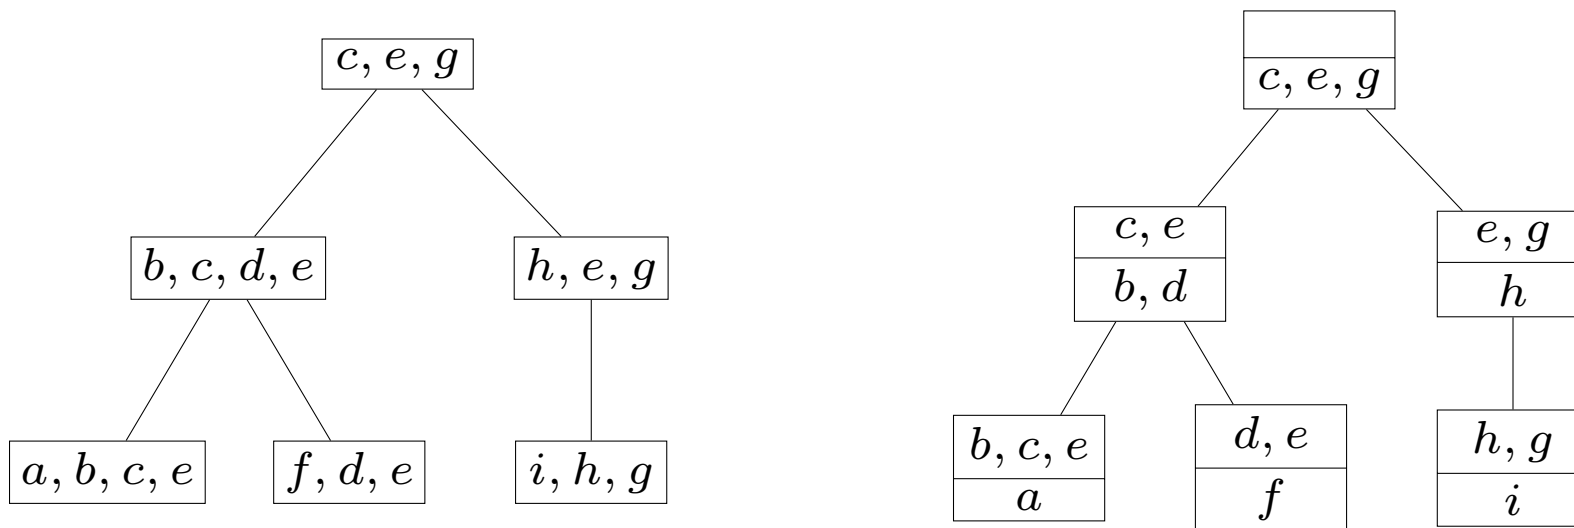 c, e, g
b, c, d, e
h, e, g
a, b, c, e
f, d, e
i, h, g
c, e, g
c, e
b, d
e, g
h
b, c, e
a
d, e
f
h, g
i